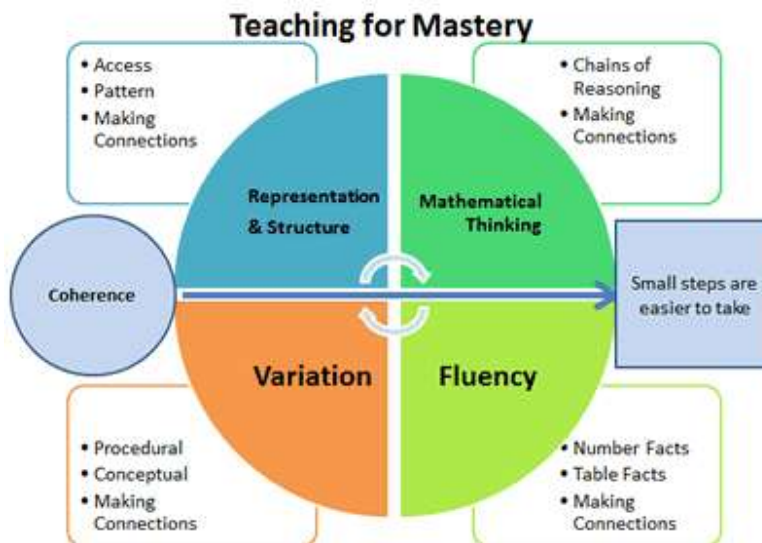 Teaching for Mastery
• Access
• Pattern
• Making
Connections
• Chains of
Reasoning
• Making
Connections
Representation
& Structure
Mathematical
Thinking
Coherence
Small steps are
easier to take
Variation
Fluency
• Procedural
• Conceptual
• Making
Connections
• Number Facts
• Table Facts
• Making
Connections